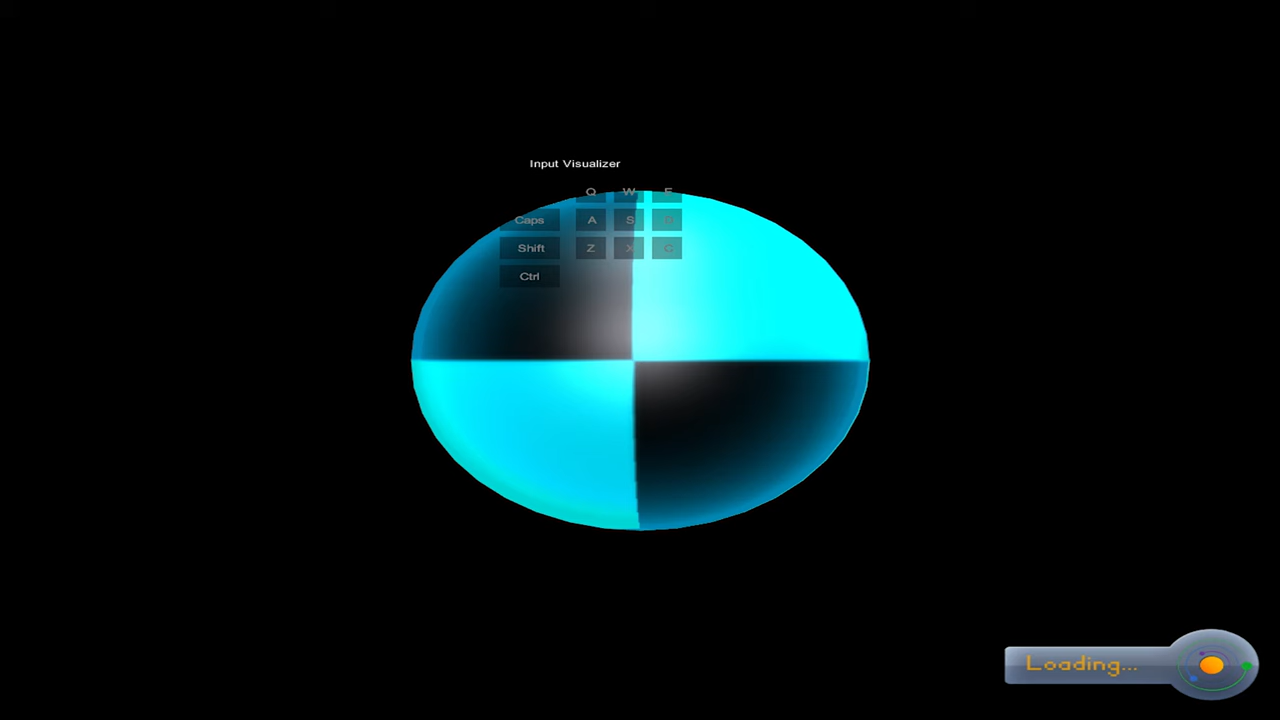 Input Visualizer
Q W E
Caps A S D
Shift Z X C
Ctrl
Loading...